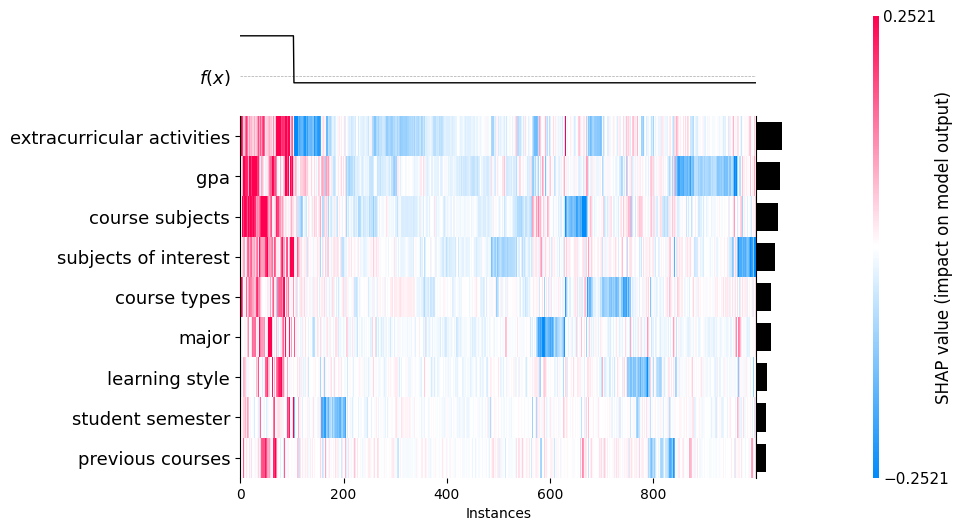 0.2521
f(x)
extracurricular activities
gpa
course subjects
subjects of interest
course types
major
learning style
student semester
previous courses
SHAP value (impact on model output)
−0.2521
0 200 400 600 800
Instances